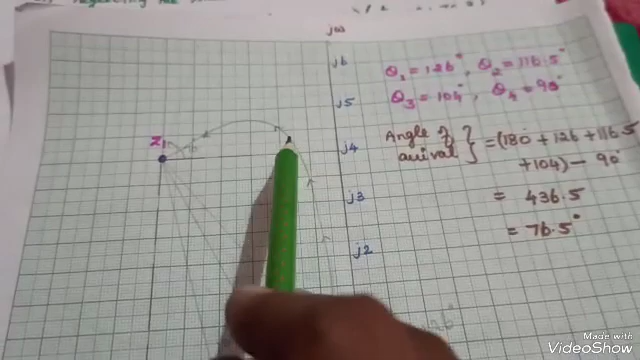 jω
j6
j5
j4
j3
j2
Z1
θ1 = 126°, θ2 = 116.5°
θ3 = 104°, θ4 = 90°
Angle of arrival } = (180 + 126 + 116.5
+104) - 90°
= 436.5
= 76.5°
Made with
VideoShow